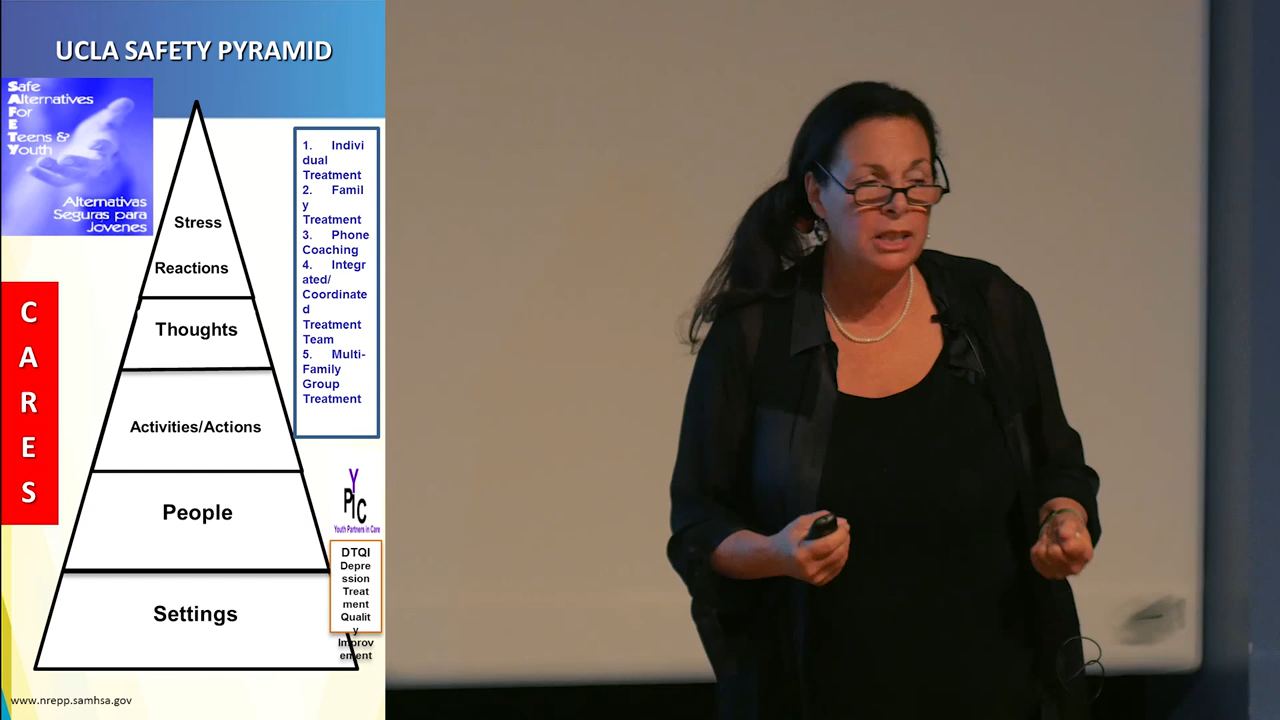 UCLA SAFETY PYRAMID
Safe
Alternatives
For
E
Teens &
Youth
Alternativas
Seguras para
Jóvenes
Stress
Reactions
Thoughts
Activities/Actions
People
Settings
C
A
R
E
S
1. Indivi
dual
Treatment
2. Famil
y
Treatment
3. Phone
Coaching
4. Integr
ated/
Coordinate
d
Treatment
Team
5. Multi-
Family
Group
Treatment
Y
PIC
Youth Partners in Care
DTQI
Depre
ssion
Treat
ment
Qualit
y
Improv
ement
www.nrepp.samhsa.gov